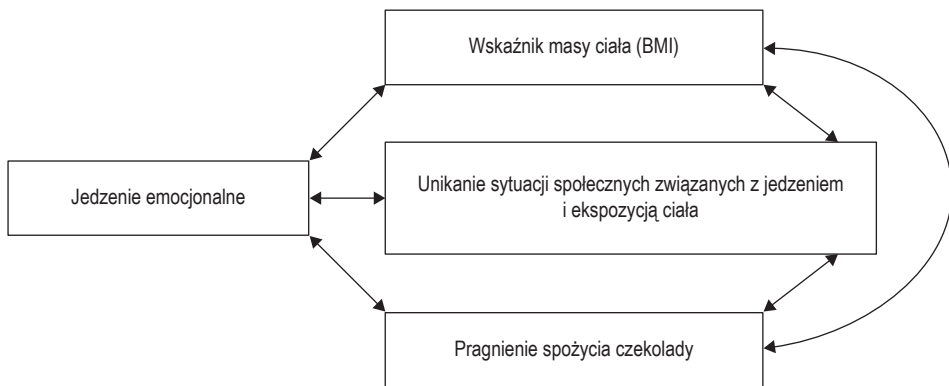 Wskaźnik masy ciała (BMI)
Jedzenie emocjonalne
Unikanie sytuacji społecznych związanych z jedzeniem
i ekspozycją ciała
Pragnienie spożycia czekolady